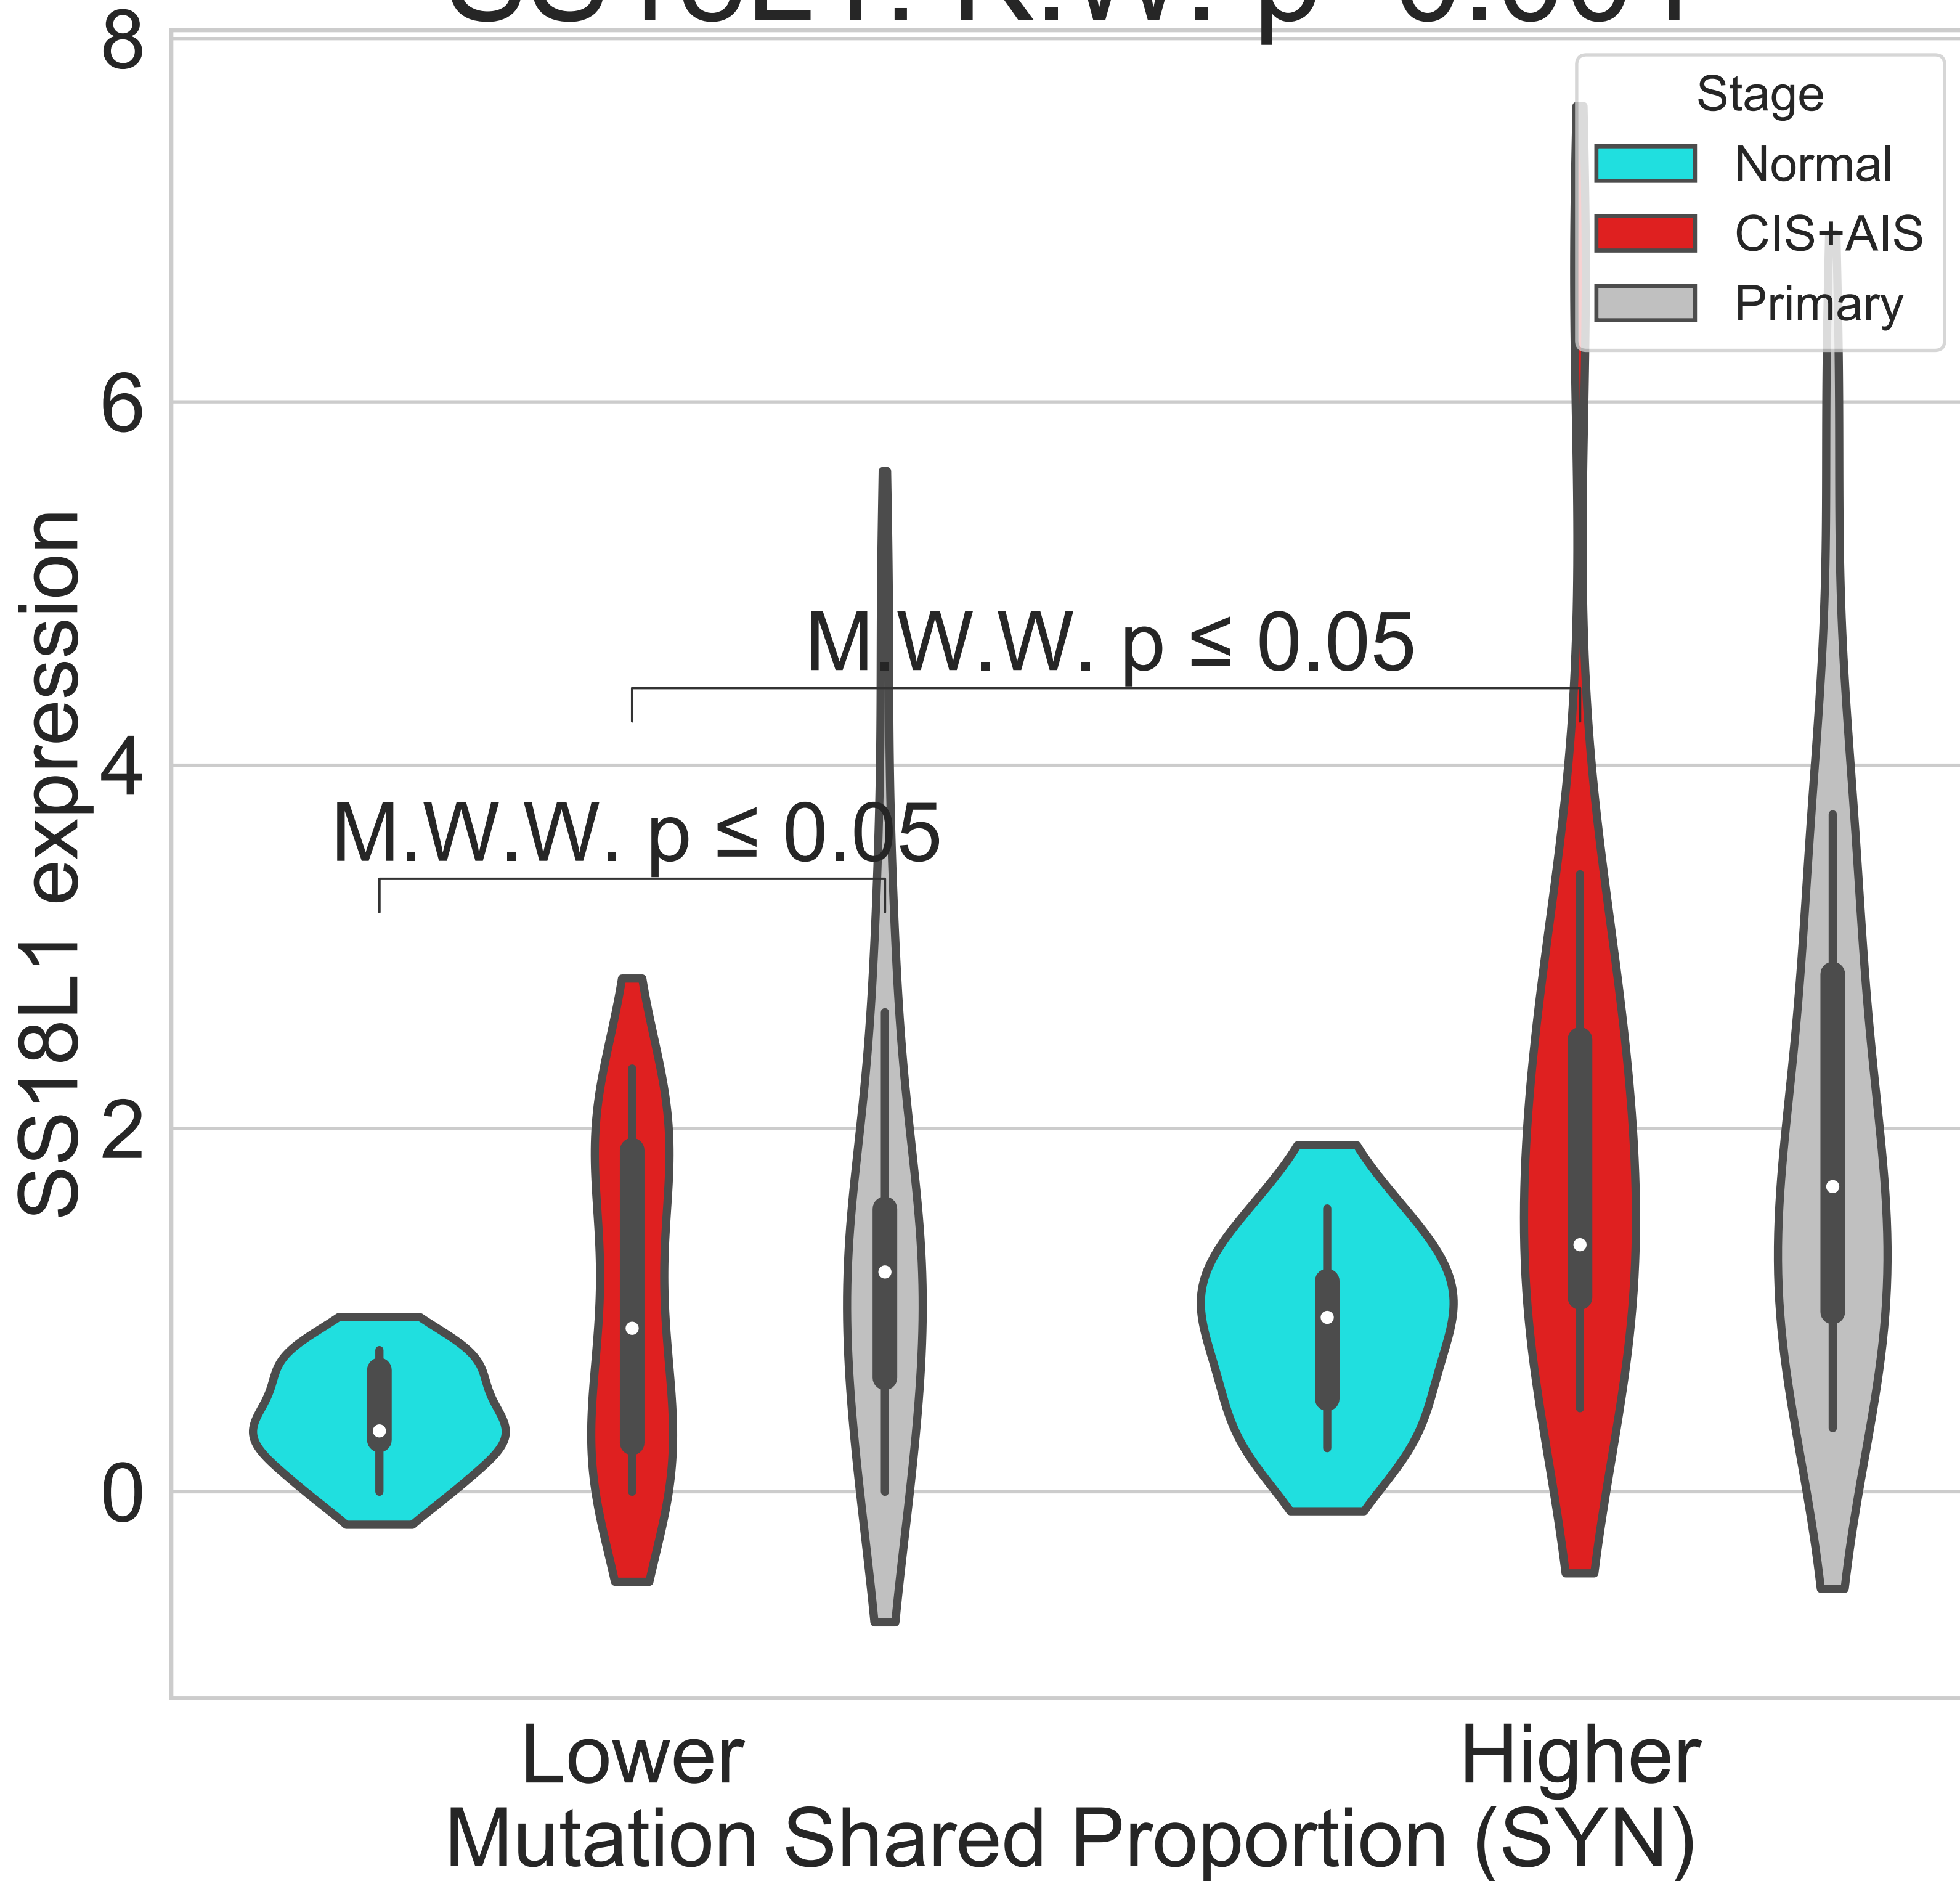 8
6
4
2
0
SS18L1 expression
Stage
Normal
CIS+AIS
Primary
M.W.W. p ≤ 0.05
M.W.W. p ≤ 0.05
Lower
Higher
Mutation Shared Proportion (SYN)